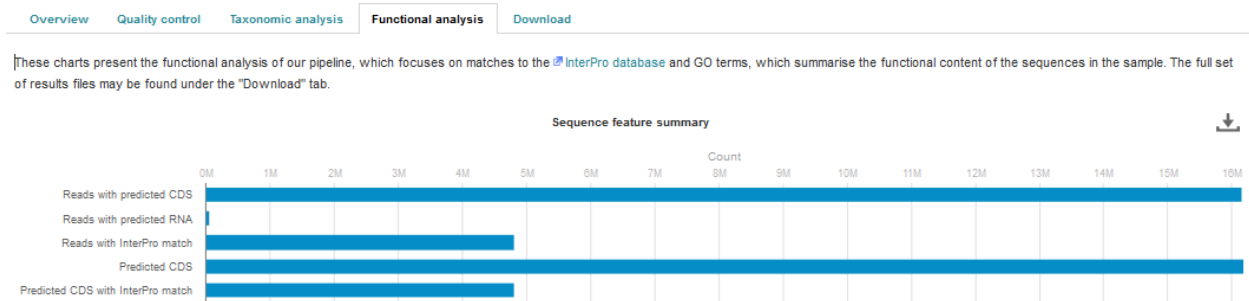 Overview Quality control Taxonomic analysis Functional analysis Download
These charts present the functional analysis of our pipeline, which focuses on matches to the InterPro database and GO terms, which summarise the functional content of the sequences in the sample. The full set
of results files may be found under the "Download" tab.
Sequence feature summary
Count
0M 1M 2M 3M 4M 5M 6M 7M 8M 9M 10M 11M 12M 13M 14M 15M 16M
Reads with predicted CDS
Reads with predicted RNA
Reads with InterPro match
Predicted CDS
Predicted CDS with InterPro match